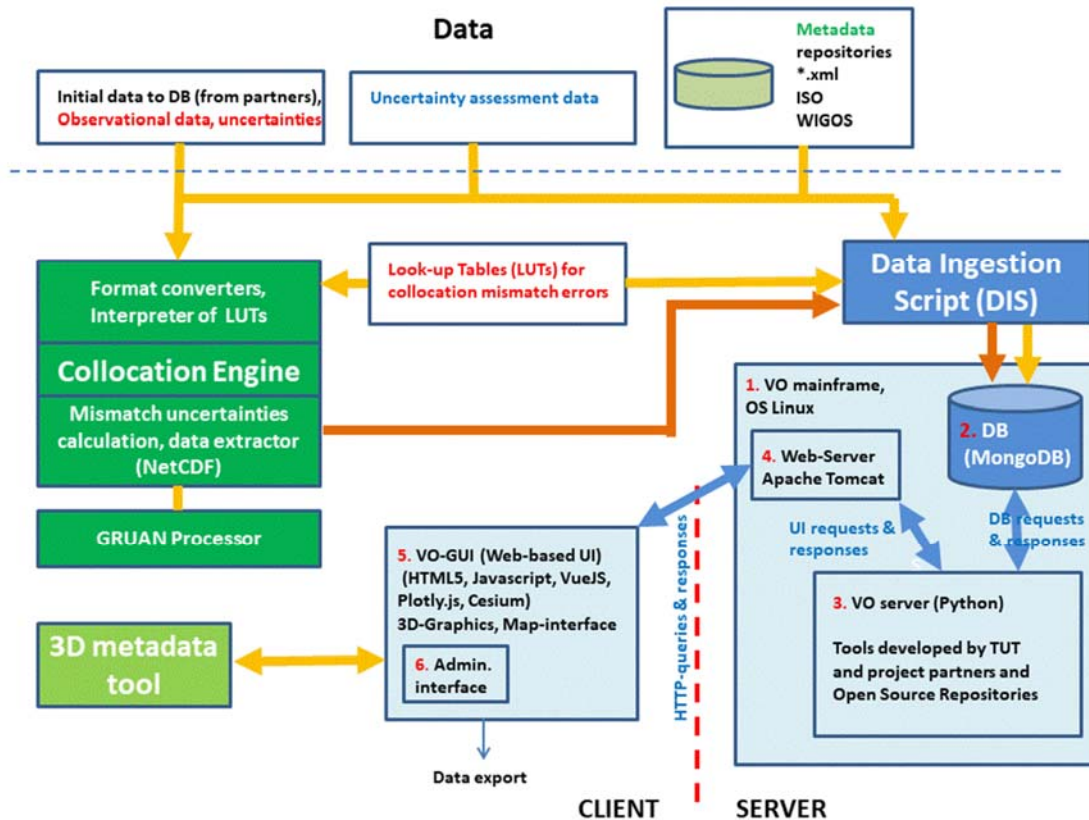 Data
Initial data to DB (from partners),
Observational data, uncertainties
Uncertainty assessment data
Metadata
repositories
*.xml
ISO
WIGOS
Format converters,
Interpreter of LUTs
Collocation Engine
Mismatch uncertainties
calculation, data extractor
(NetCDF)
GRUAN Processor
Look-up Tables (LUTs) for
collocation mismatch errors
Data Ingestion
Script (DIS)
1. VO mainframe,
OS Linux
2. DB
(MongoDB)
4. Web-Server
Apache Tomcat
UI requests &
responses
DB requests
& responses
3. VO server (Python)
Tools developed by TUT
and project partners and
Open Source Repositories
HTTP-queries & responses
5. VO-GUI (Web-based UI)
(HTML5, Javascript, VueJS,
Plotly.js, Cesium)
3D-Graphics, Map-interface
6. Admin.
interface
3D metadata
tool
Data export
CLIENT
SERVER